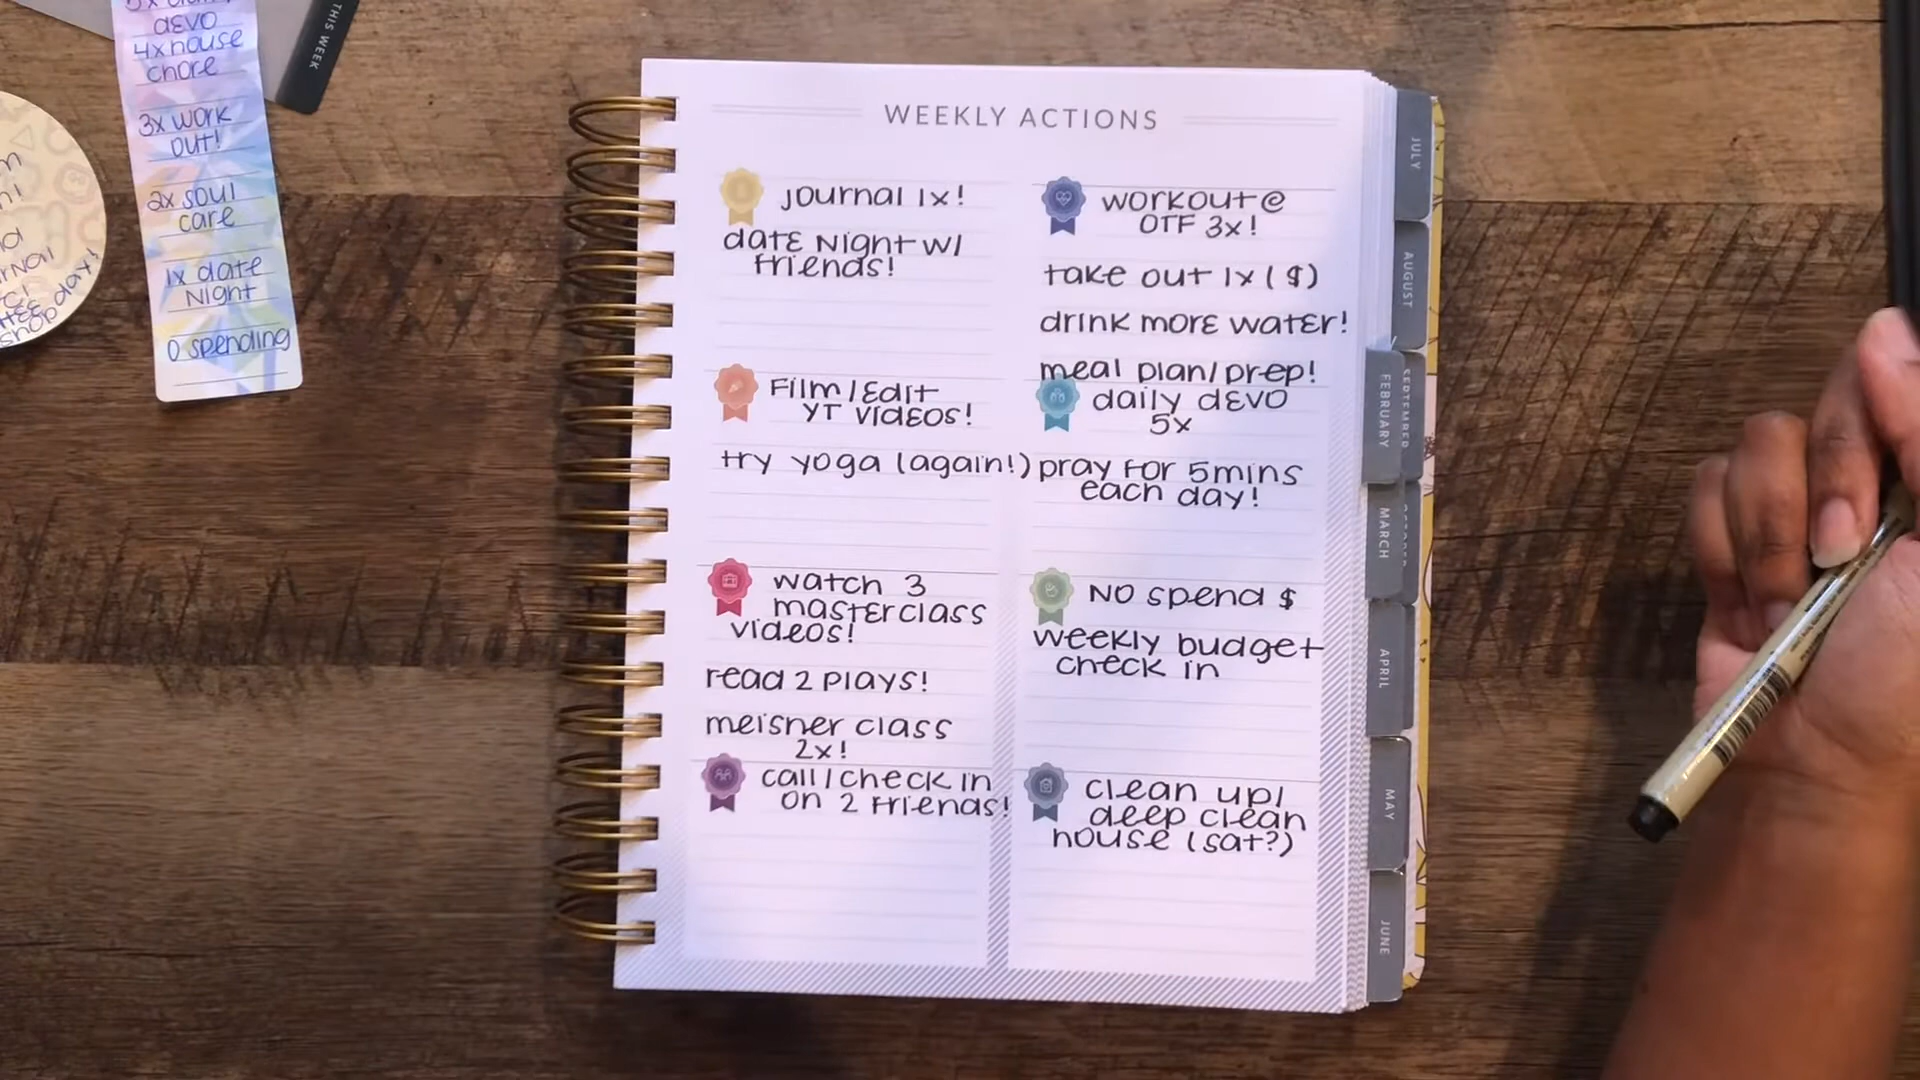 DEVO
4x house
chore
3x work
out!
2x soul
care
1x date
Night
0 spending
THIS WEEK
shop day!
WEEKLY ACTIONS
Journal 1x!
date Night w/
friends!
Film/Edit
YT videos!
try yoga (again!)
watch 3
masterclass
videos!
read 2 plays!
meisner class
2x!
call/check in
on 2 friends!
workout @
OTF 3x!
take out 1x ($)
drink more water!
meal plan/prep!
daily devo
5x
pray for 5mins
each day!
NO spend $
weekly budget
check in
clean up/
deep clean
house (sat?)
JULY
AUGUST
SEPTEMBER
FEBRUARY
OCTOBER
MARCH
APRIL
MAY
JUNE